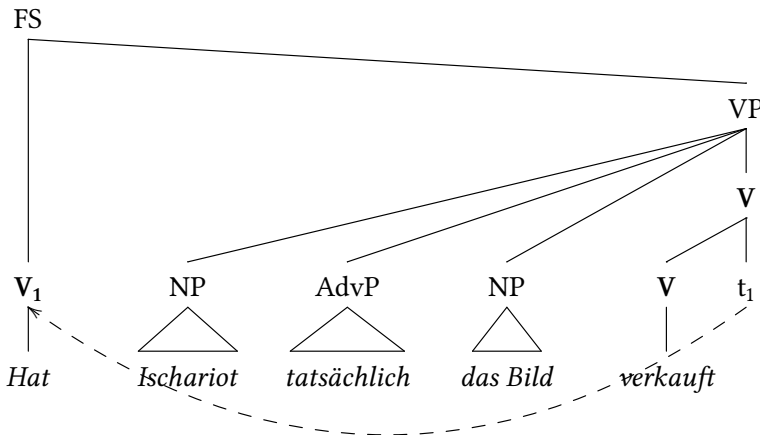 FS
VP
V
V₁ NP AdvP NP V t₁
Hat Ischariot tatsächlich das Bild verkauft